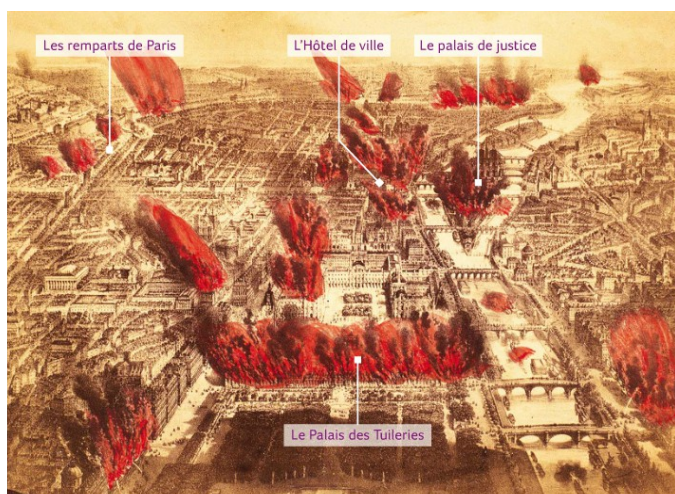 Les remparts de Paris
L'Hôtel de ville
Le palais de justice
Le Palais des Tuileries